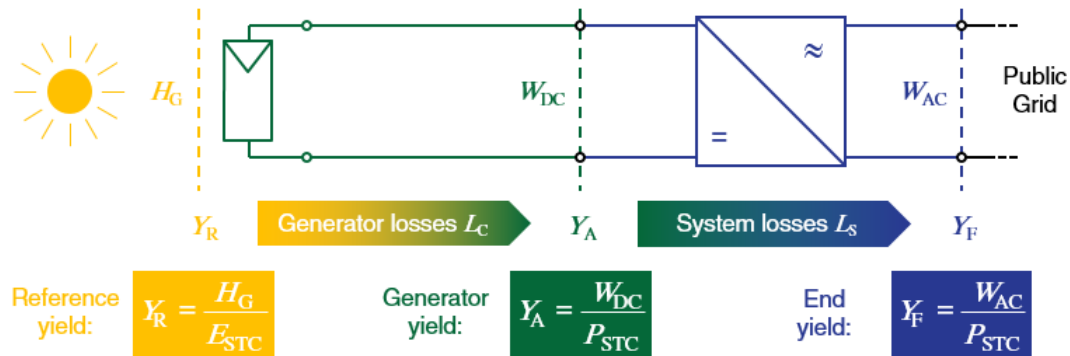 H_G
W_DC
≈
=
W_AC
Public
Grid
Y_R
Generator losses L_C
Y_A
System losses L_S
Y_F
Reference
yield:
Y_R = H_G / E_STC
Generator
yield:
Y_A = W_DC / P_STC
End
yield:
Y_F = W_AC / P_STC